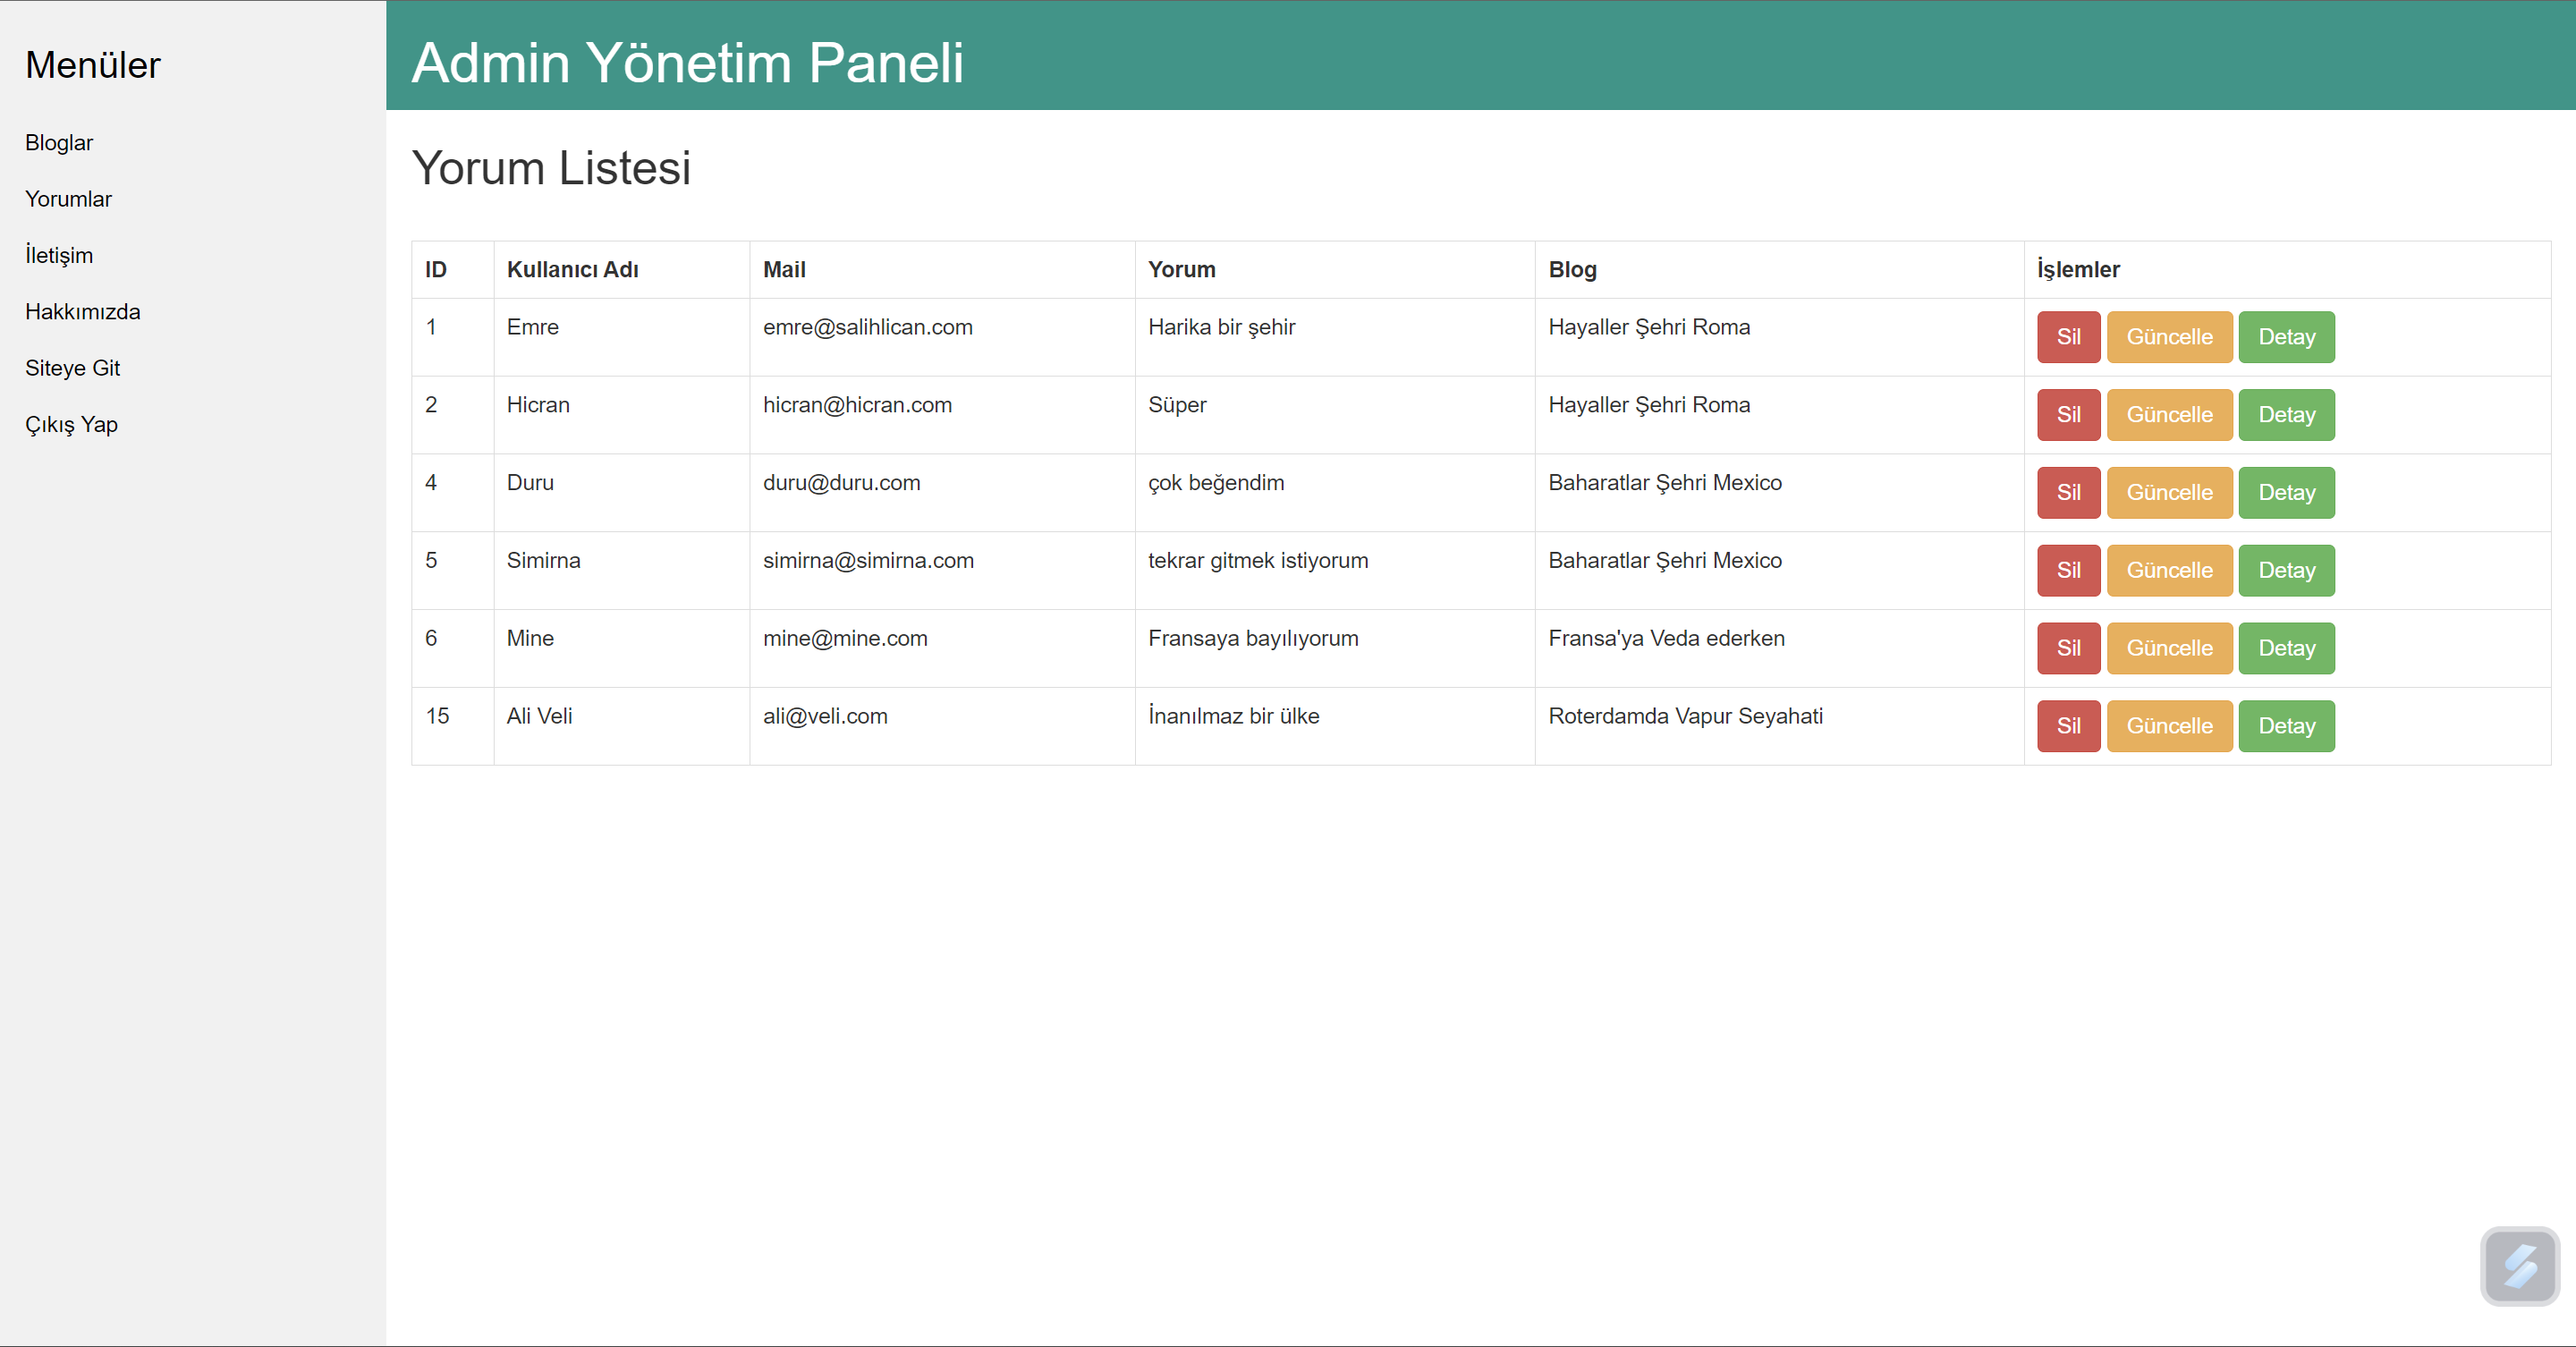 Menüler
Bloglar
Yorumlar
İletişim
Hakkımızda
Siteye Git
Çıkış Yap
Admin Yönetim Paneli
Yorum Listesi
ID Kullanıcı Adı Mail Yorum Blog İşlemler
1 Emre emre@salihlican.com Harika bir şehir Hayaller Şehri Roma Sil Güncelle Detay
2 Hicran hicran@hicran.com Süper Hayaller Şehri Roma Sil Güncelle Detay
4 Duru duru@duru.com çok beğendim Baharatlar Şehri Mexico Sil Güncelle Detay
5 Simirna simirna@simirna.com tekrar gitmek istiyorum Baharatlar Şehri Mexico Sil Güncelle Detay
6 Mine mine@mine.com Fransaya bayılıyorum Fransa'ya Veda ederken Sil Güncelle Detay
15 Ali Veli ali@veli.com İnanılmaz bir ülke Roterdamda Vapur Seyahati Sil Güncelle Detay